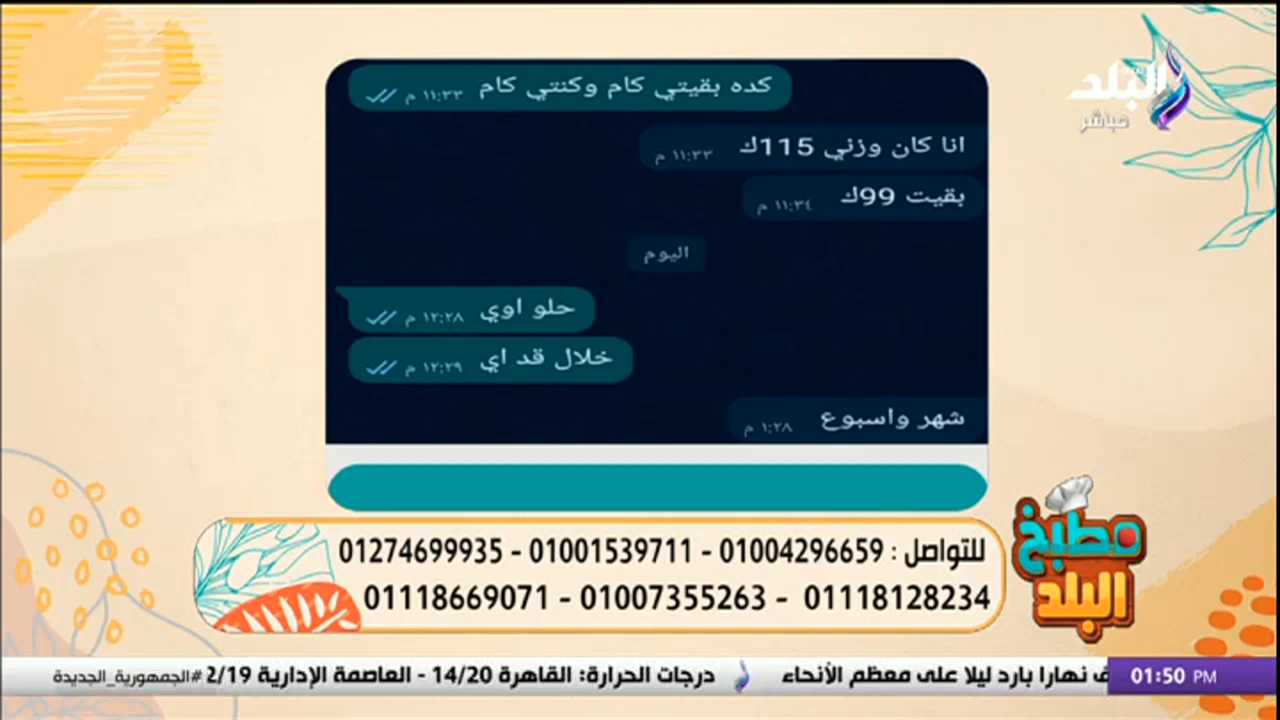 البلد
مباشر
كده بقيتي كام وكنتي كام ١١:٣٣ م
انا كان وزني 115ك ١١:٣٣ م
بقيت 99ك ١١:٣٤ م
اليوم
حلو اوي ١٢:٢٨ م
خلال قد اي ١٢:٢٩ م
شهر واسبوع ١:٢٨ م
للتواصل : 01004296659 - 01001539711 - 01274699935
01118128234 - 01007355263 - 01118669071
مطبخ
البلد
01:50 PM
ف نهارا بارد ليلا على معظم الأنحاء درجات الحرارة: القاهرة 14/20 - العاصمة الإدارية 2/19
#الجمهورية_الجديدة